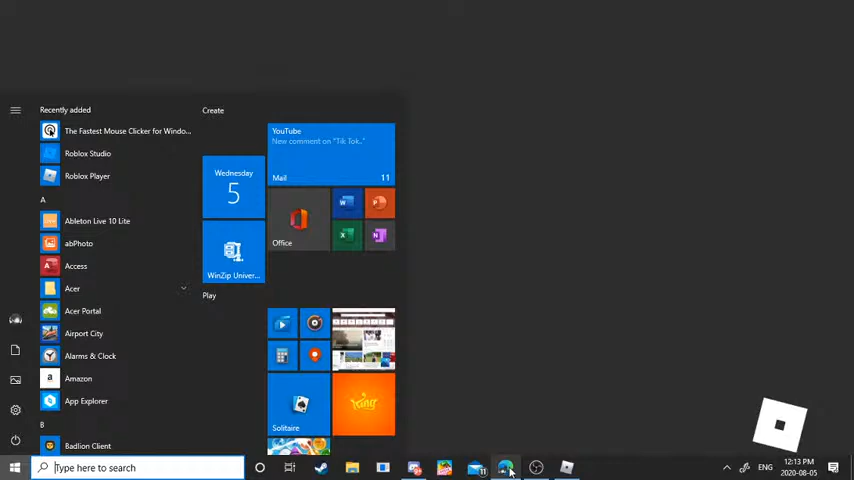 Recently added
The Fastest Mouse Clicker for Windo...
Roblox Studio
Roblox Player
A
Ableton Live 10 Lite
abPhoto
Access
Acer
Acer Portal
Airport City
Alarms & Clock
Amazon
App Explorer
B
Badlion Client
Create
YouTube
New comment on "Tik Tok.."
Mail
11
Wednesday
5
Office
WinZip Univer...
Play
Solitaire
King
Type here to search
11
ENG
12:13 PM
2020-08-05